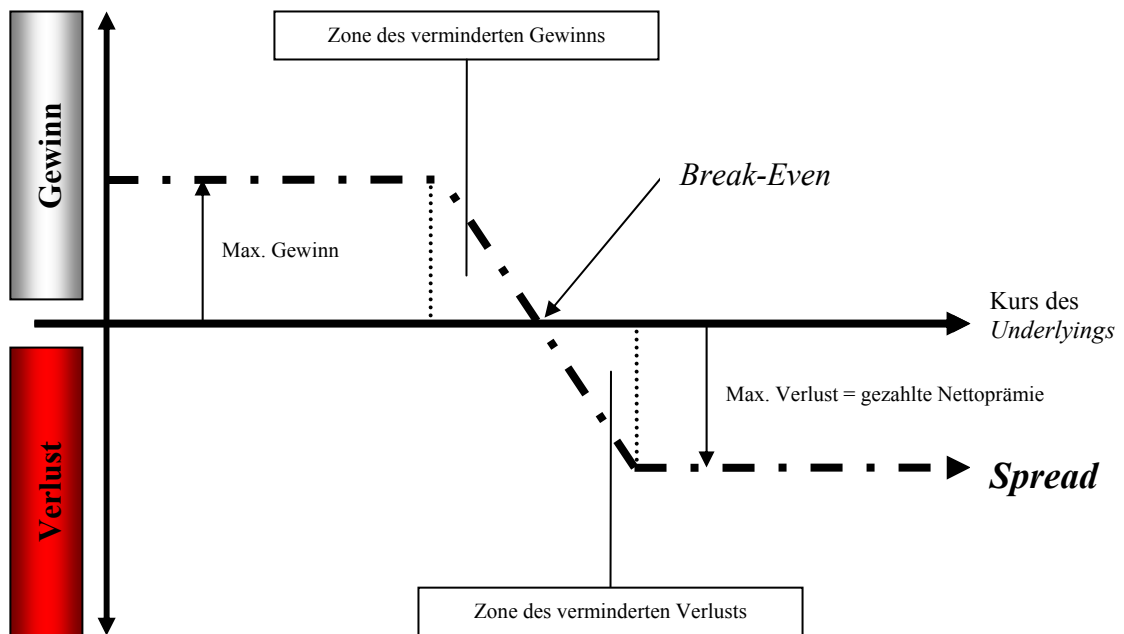 Zone des verminderten Gewinns
Gewinn
Break-Even
Max. Gewinn
Kurs des
Underlyings
Max. Verlust = gezahlte Nettoprämie
Verlust
Spread
Zone des verminderten Verlusts